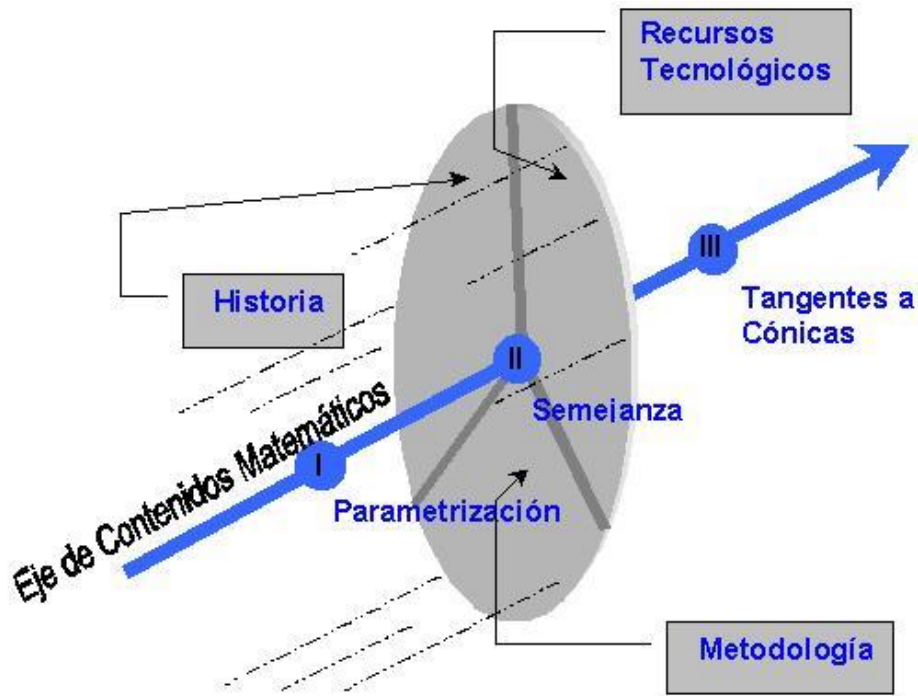 Recursos
Tecnológicos
Historia
III
Tangentes a
Cónicas
II
Semejanza
Eje de Contenidos Matemáticos
I
Parametrización
Metodología